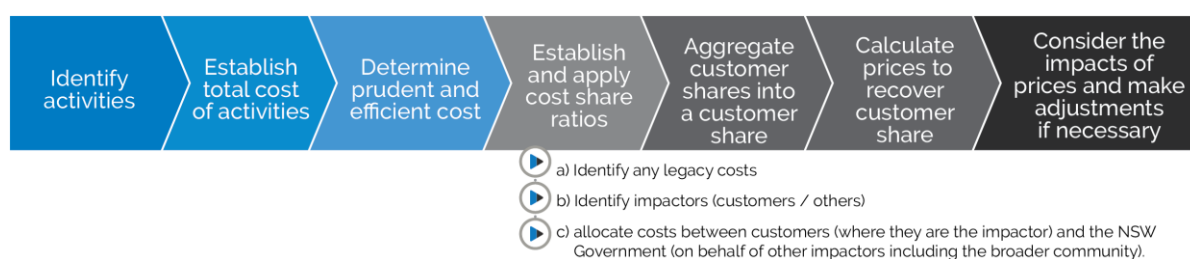 Identify
activities
Establish
total cost
of activities
Determine
prudent and
efficient cost
Establish
and apply
cost share
ratios
Aggregate
customer
shares into
a customer
share
Calculate
prices to
recover
customer
share
Consider the
impacts of
prices and make
adjustments
if necessary
a) Identify any legacy costs
b) Identify impactors (customers / others)
c) allocate costs between customers (where they are the impactor) and the NSW
Government (on behalf of other impactors including the broader community).